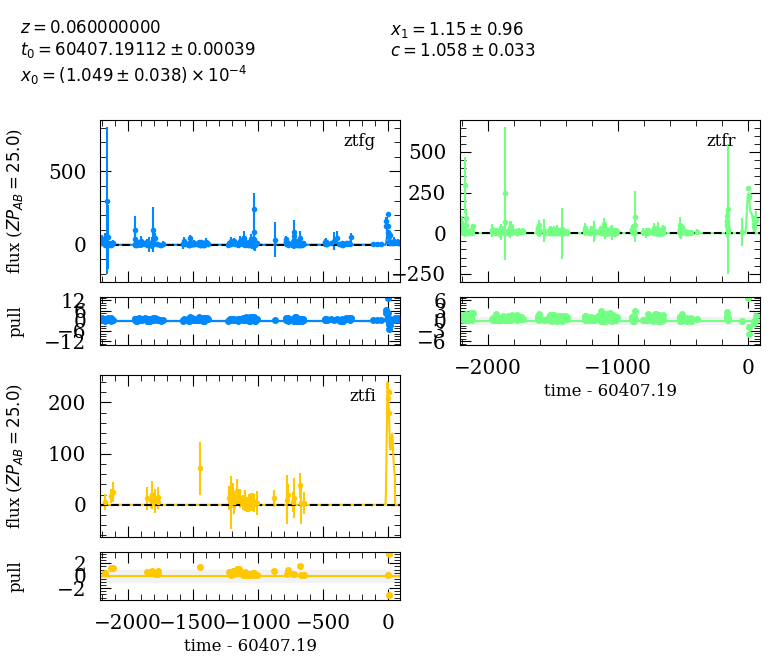 z = 0.060000000
t₀ = 60407.19112 ± 0.00039
x₀ = (1.049 ± 0.038) × 10⁻⁴
x₁ = 1.15 ± 0.96
c = 1.058 ± 0.033
ztfg
500
0
flux (ZP_AB = 25.0)
12
6
0
−6
−12
pull
ztfr
500
250
0
−250
6
3
0
−3
−6
−2000 −1000 0
time - 60407.19
ztfi
200
100
0
flux (ZP_AB = 25.0)
2
0
−2
pull
−2000 −1500 −1000 −500 0
time - 60407.19